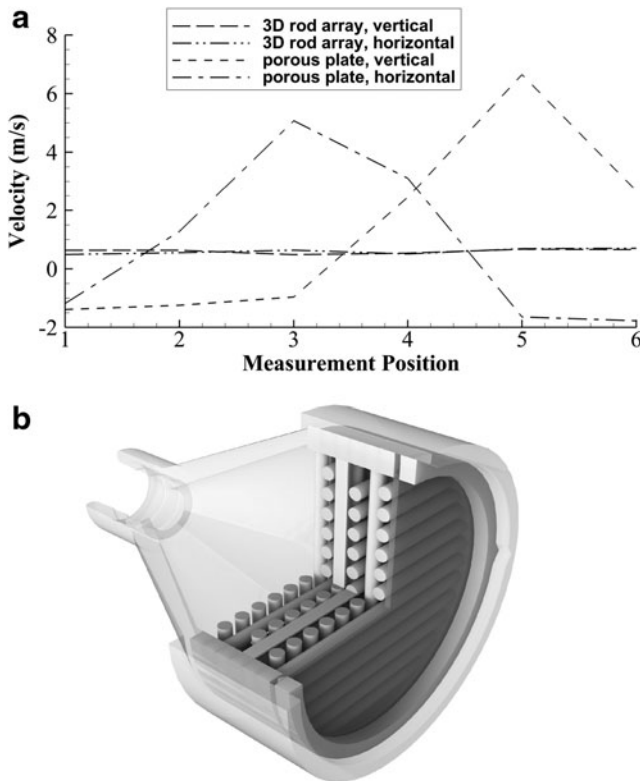 a
3D rod array, vertical
3D rod array, horizontal
porous plate, vertical
porous plate, horizontal
8
6
4
2
0
-2
Velocity (m/s)
1 2 3 4 5 6
Measurement Position
b